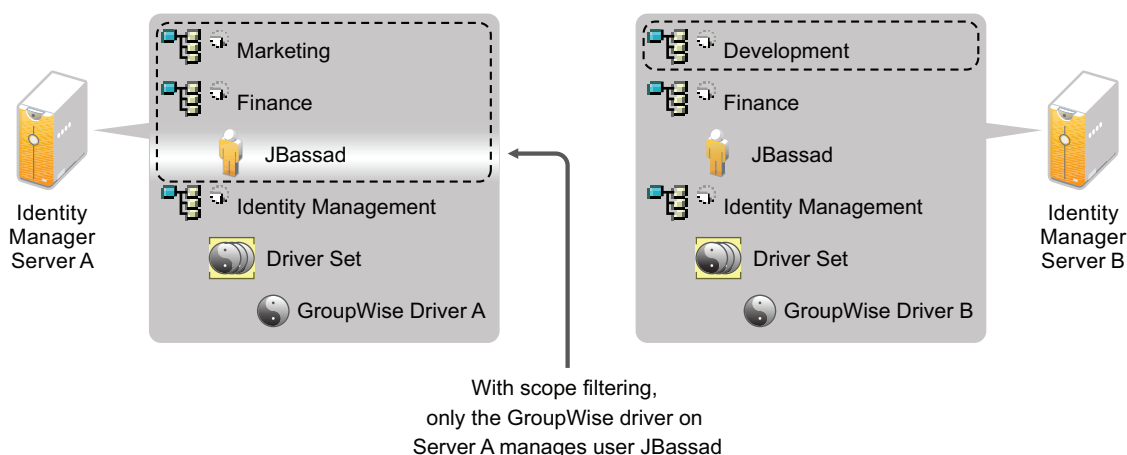 Marketing
Finance
JBassad
Identity Management
Driver Set
GroupWise Driver A
Identity
Manager
Server A
Development
Finance
JBassad
Identity Management
Driver Set
GroupWise Driver B
Identity
Manager
Server B
With scope filtering,
only the GroupWise driver on
Server A manages user JBassad